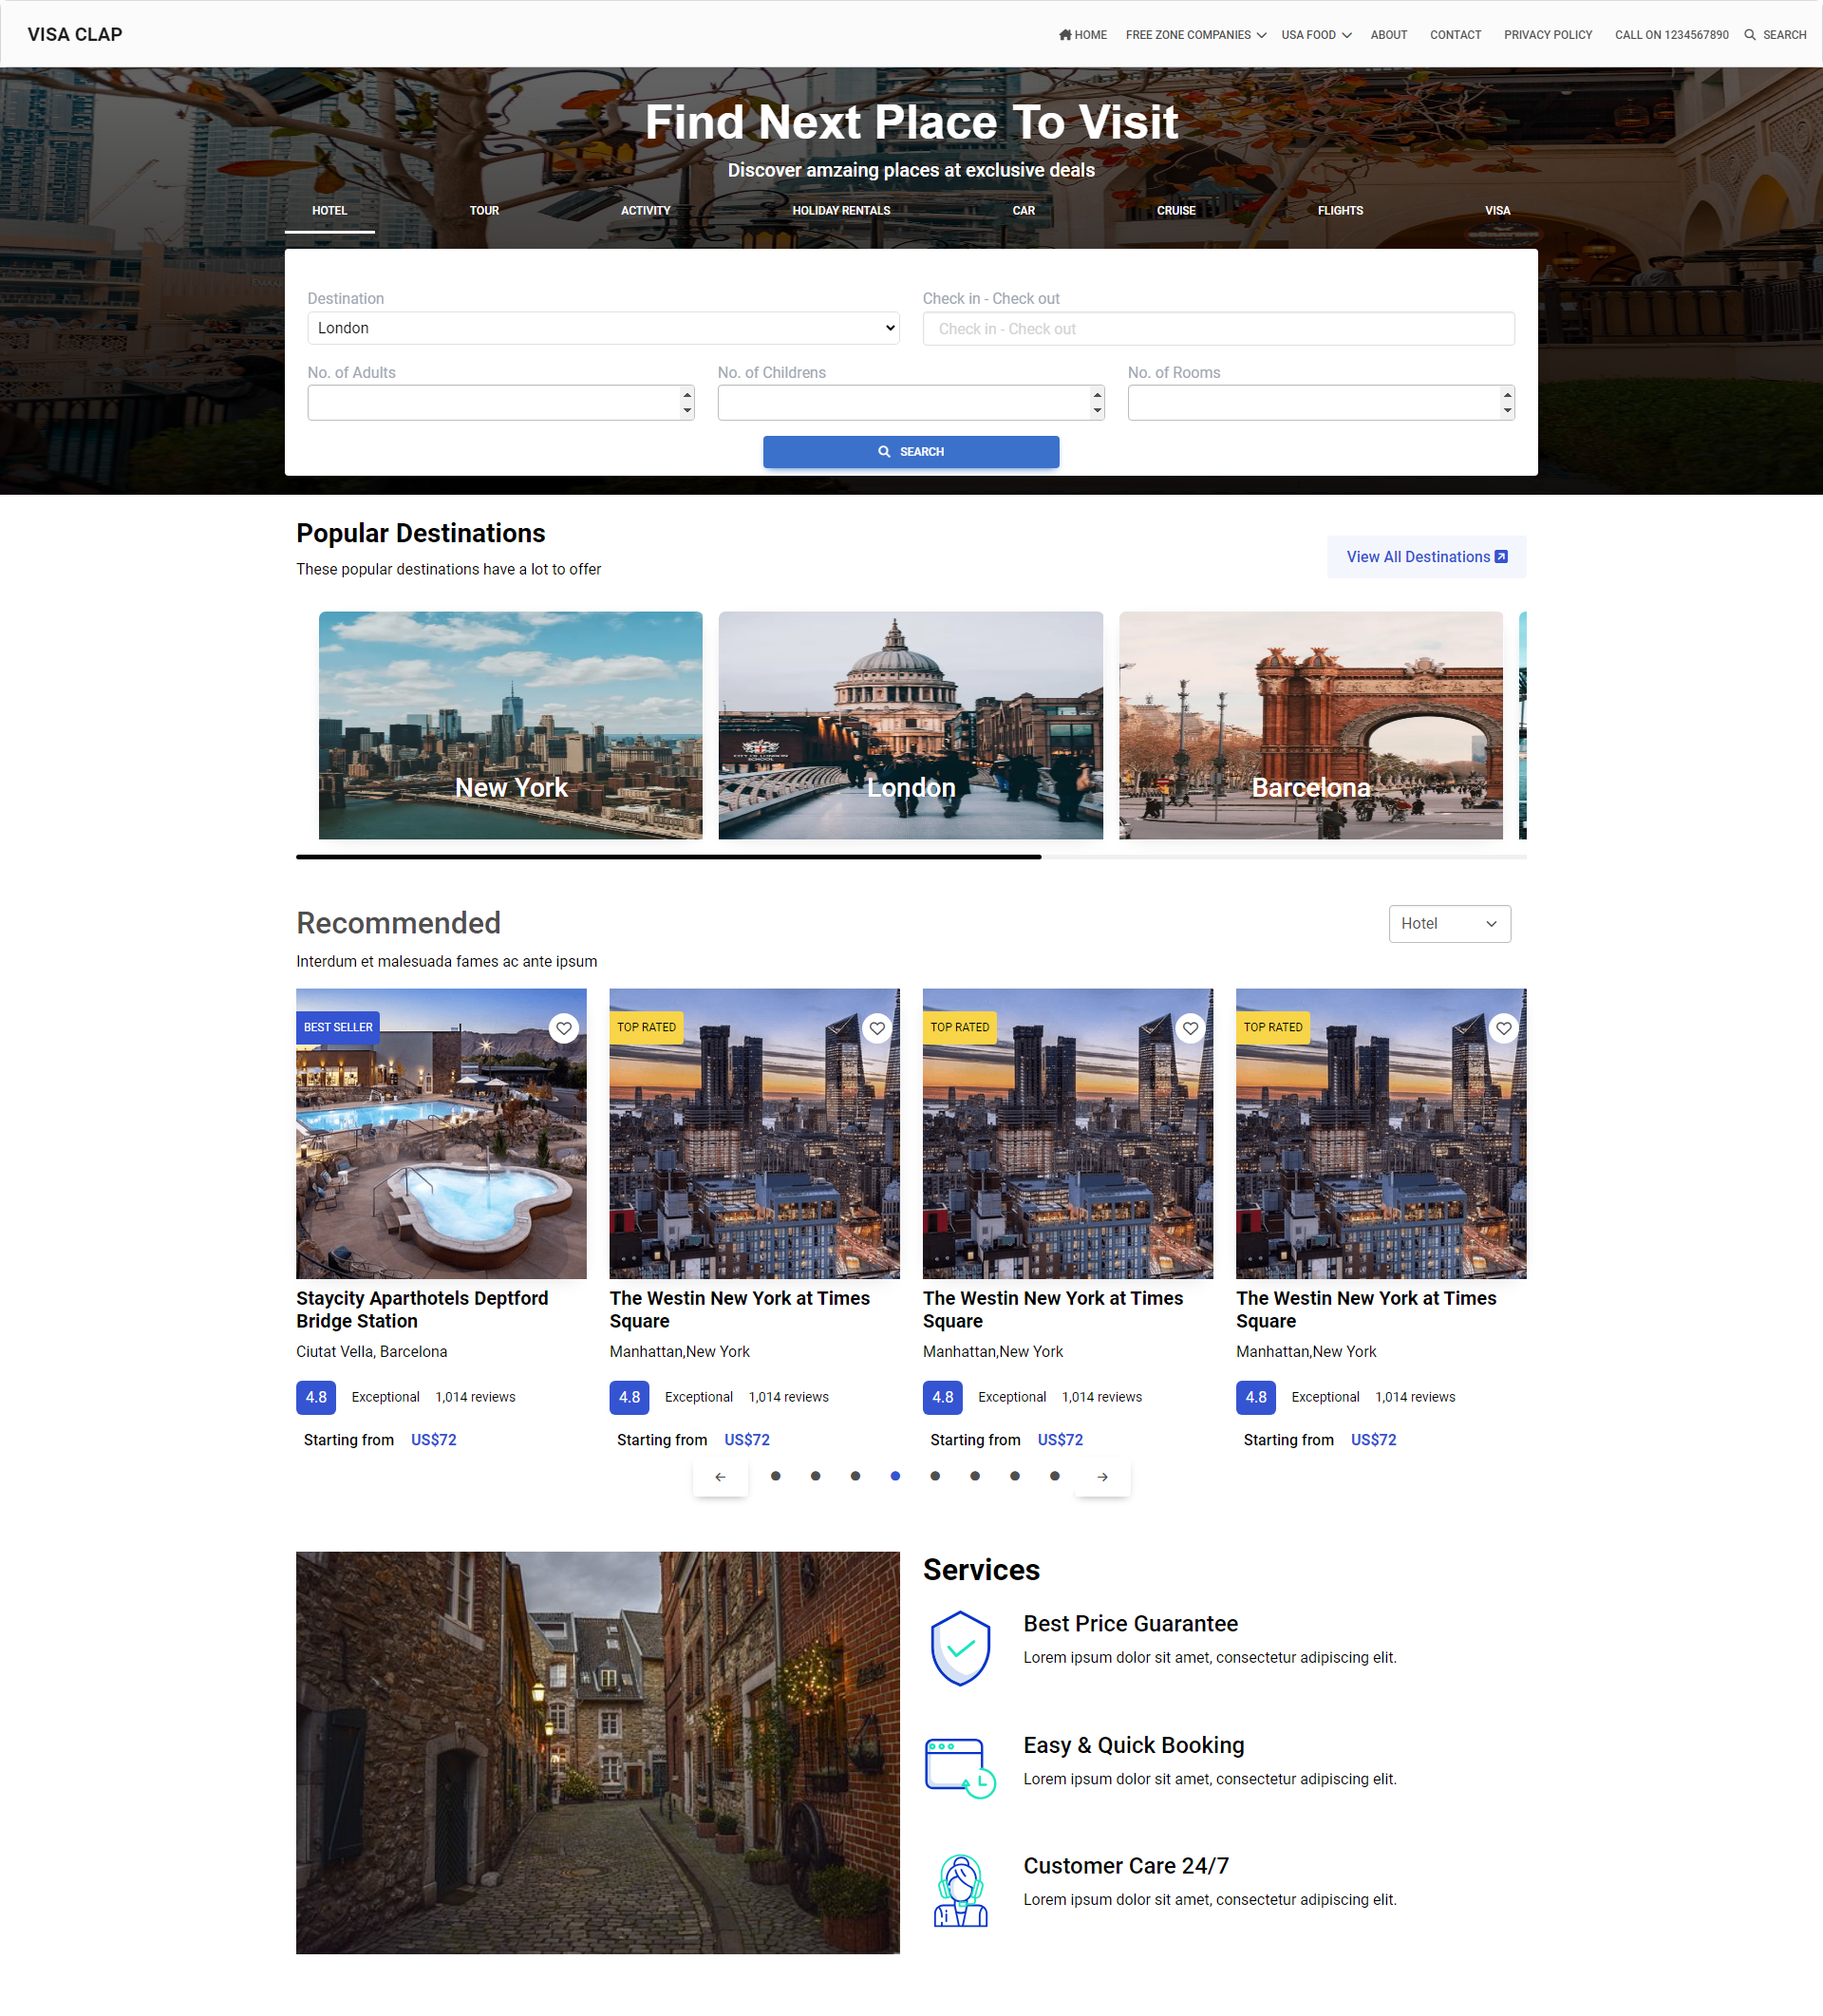 VISA CLAP
HOME FREE ZONE COMPANIES USA FOOD ABOUT CONTACT PRIVACY POLICY CALL ON 1234567890 SEARCH
Find Next Place To Visit
Discover amzaing places at exclusive deals
HOTEL TOUR ACTIVITY HOLIDAY RENTALS CAR CRUISE FLIGHTS VISA
Destination
London
Check in - Check out
Check in - Check out
No. of Adults
No. of Childrens
No. of Rooms
SEARCH
Popular Destinations
These popular destinations have a lot to offer
View All Destinations
New York
CITY OF LONDON
SCHOOL
London
Barcelona
Recommended
Interdum et malesuada fames ac ante ipsum
Hotel
BEST SELLER
Staycity Aparthotels Deptford
Bridge Station
Ciutat Vella, Barcelona
4.8 Exceptional 1,014 reviews
Starting from US$72
TOP RATED
The Westin New York at Times
Square
Manhattan,New York
4.8 Exceptional 1,014 reviews
Starting from US$72
TOP RATED
The Westin New York at Times
Square
Manhattan,New York
4.8 Exceptional 1,014 reviews
Starting from US$72
TOP RATED
The Westin New York at Times
Square
Manhattan,New York
4.8 Exceptional 1,014 reviews
Starting from US$72
Services
Best Price Guarantee
Lorem ipsum dolor sit amet, consectetur adipiscing elit.
Easy & Quick Booking
Lorem ipsum dolor sit amet, consectetur adipiscing elit.
Customer Care 24/7
Lorem ipsum dolor sit amet, consectetur adipiscing elit.